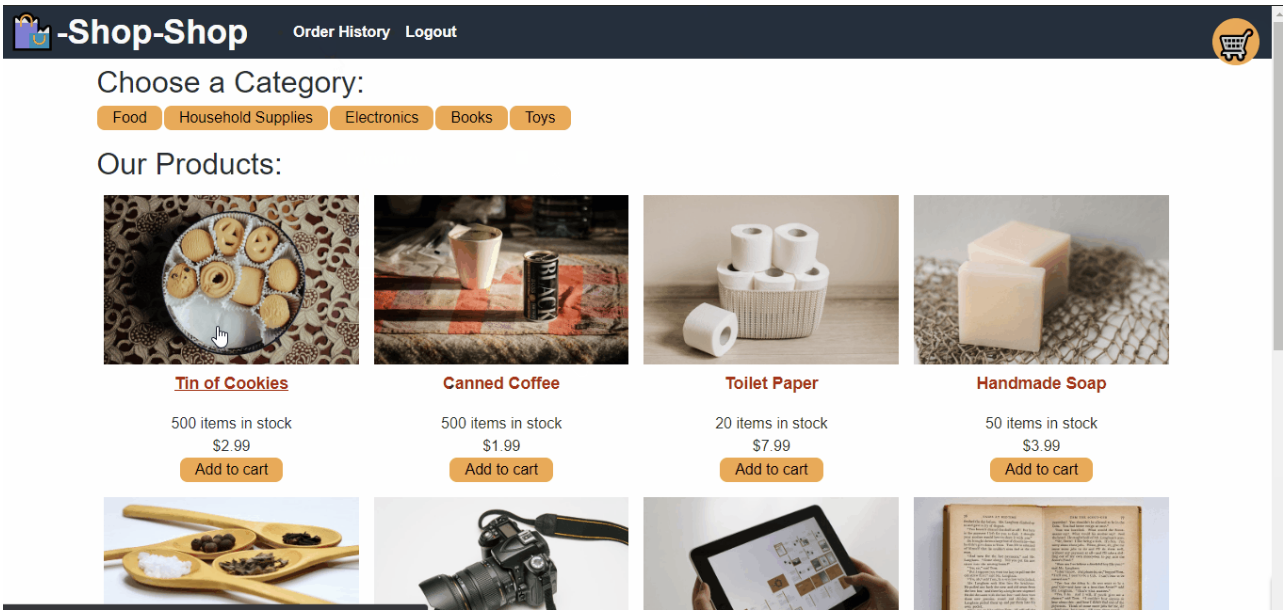 -Shop-Shop Order History Logout
Choose a Category:
Food Household Supplies Electronics Books Toys
Our Products:
BLACK
Tin of Cookies Canned Coffee Toilet Paper Handmade Soap
500 items in stock 500 items in stock 20 items in stock 50 items in stock
$2.99 $1.99 $7.99 $3.99
Add to cart Add to cart Add to cart Add to cart